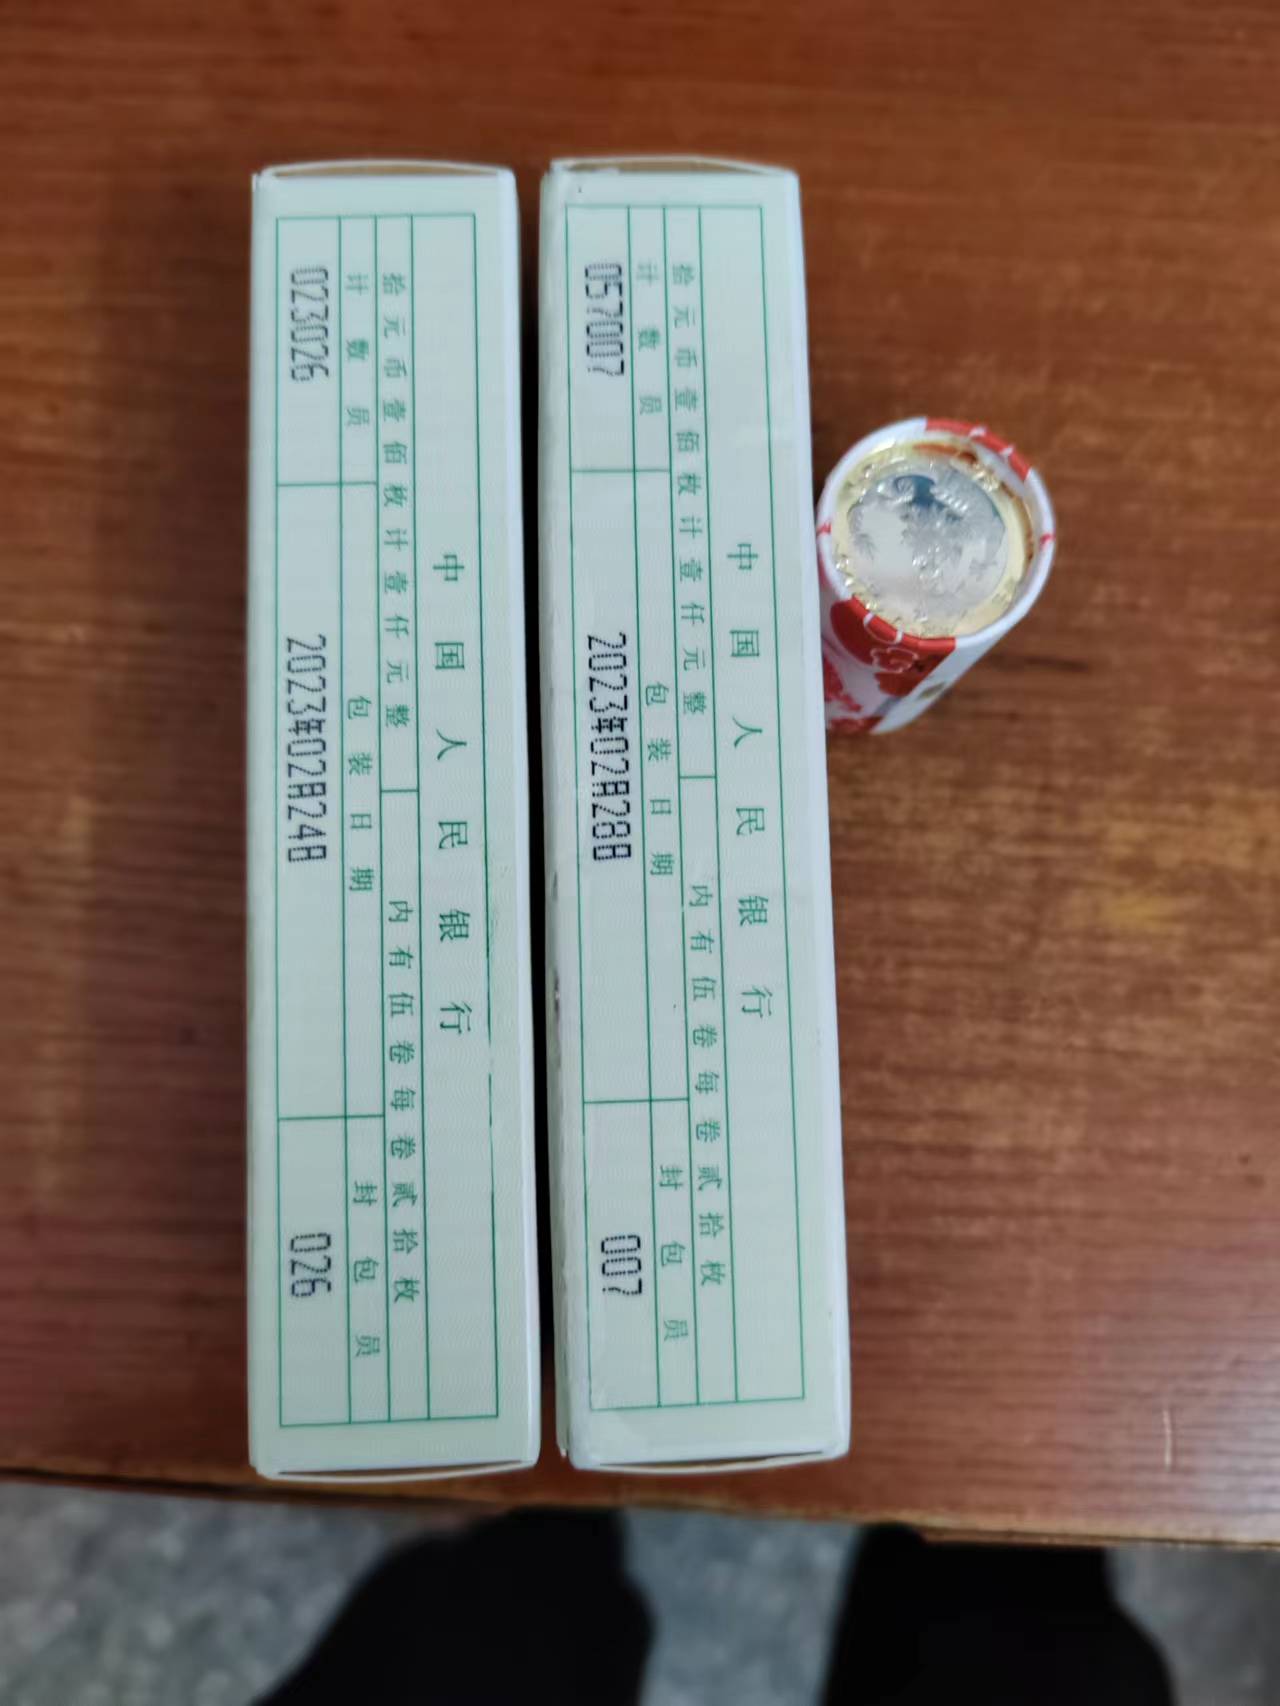 中国人民银行
拾元币壹佰枚计壹仟元整 内有伍卷每卷贰拾枚
计数员 包装日期 封包员
023026 2023年02月24日 026
中国人民银行
拾元币壹佰枚计壹仟元整 内有伍卷每卷贰拾枚
计数员 包装日期 封包员
057007 2023年02月28日 007